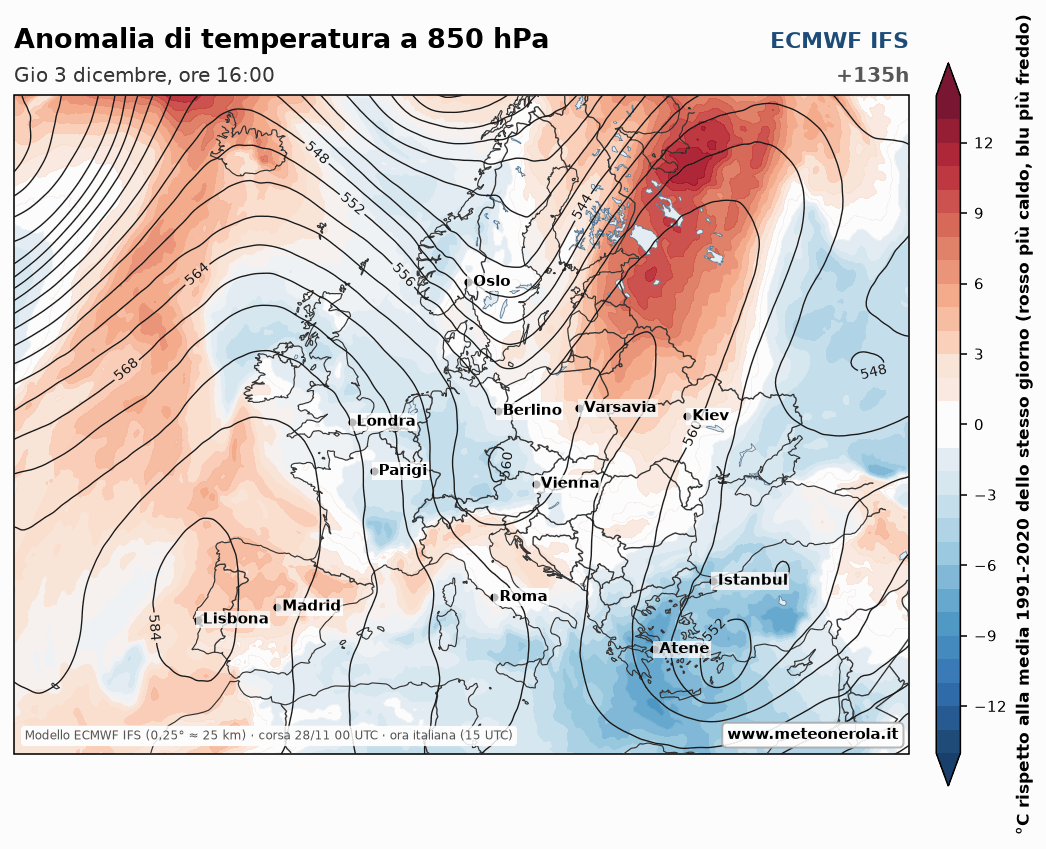 Anomalia di temperatura a 850 hPa
ECMWF IFS
Gio 3 dicembre, ore 16:00
+135h
548
552
544
564
556
Oslo
568
548
Berlino
Varsavia
Kiev
Londra
560
560
Parigi
Vienna
Istanbul
Madrid
Roma
Lisbona
584
552
Atene
Modello ECMWF IFS (0,25° ≈ 25 km) · corsa 28/11 00 UTC · ora italiana (15 UTC)
www.meteonerola.it
12
9
6
3
0
−3
−6
−9
−12
°C rispetto alla media 1991-2020 dello stesso giorno (rosso più caldo, blu più freddo)